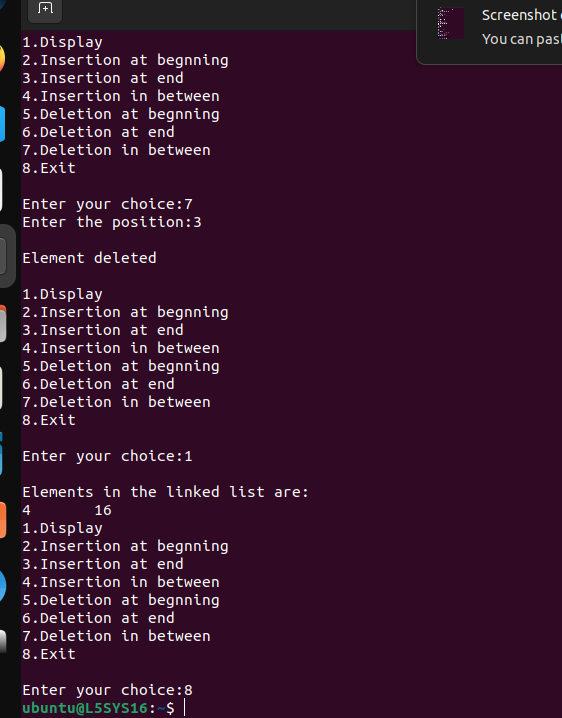 Screenshot
You can past
1.Display
2.Insertion at begnning
3.Insertion at end
4.Insertion in between
5.Deletion at begnning
6.Deletion at end
7.Deletion in between
8.Exit
Enter your choice:7
Enter the position:3
Element deleted
1.Display
2.Insertion at begnning
3.Insertion at end
4.Insertion in between
5.Deletion at begnning
6.Deletion at end
7.Deletion in between
8.Exit
Enter your choice:1
Elements in the linked list are:
4 16
1.Display
2.Insertion at begnning
3.Insertion at end
4.Insertion in between
5.Deletion at begnning
6.Deletion at end
7.Deletion in between
8.Exit
Enter your choice:8
ubuntu@L5SYS16:~$